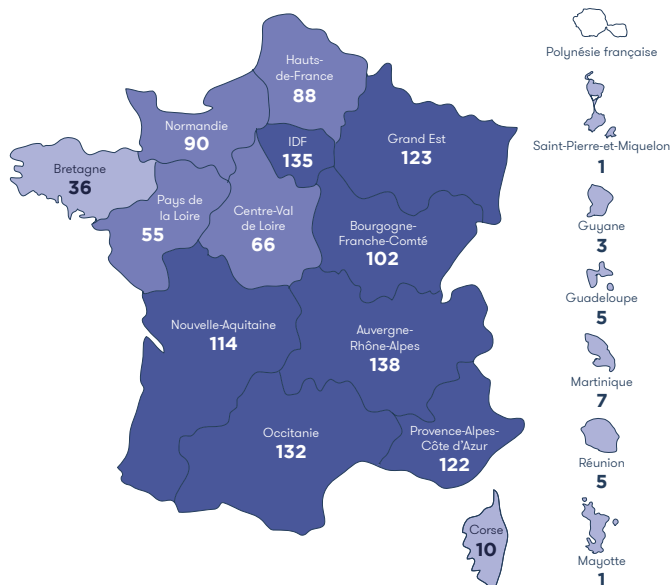 Hauts-
de-France
88
Normandie
90
IDF
135
Grand Est
123
Bretagne
36
Pays de
la Loire
55
Centre-Val
de Loire
66
Bourgogne-
Franche-Comté
102
Nouvelle-Aquitaine
114
Auvergne-
Rhône-Alpes
138
Occitanie
132
Provence-Alpes-
Côte d'Azur
122
Corse
10
Polynésie française
Saint-Pierre-et-Miquelon
1
Guyane
3
Guadeloupe
5
Martinique
7
Réunion
5
Mayotte
1